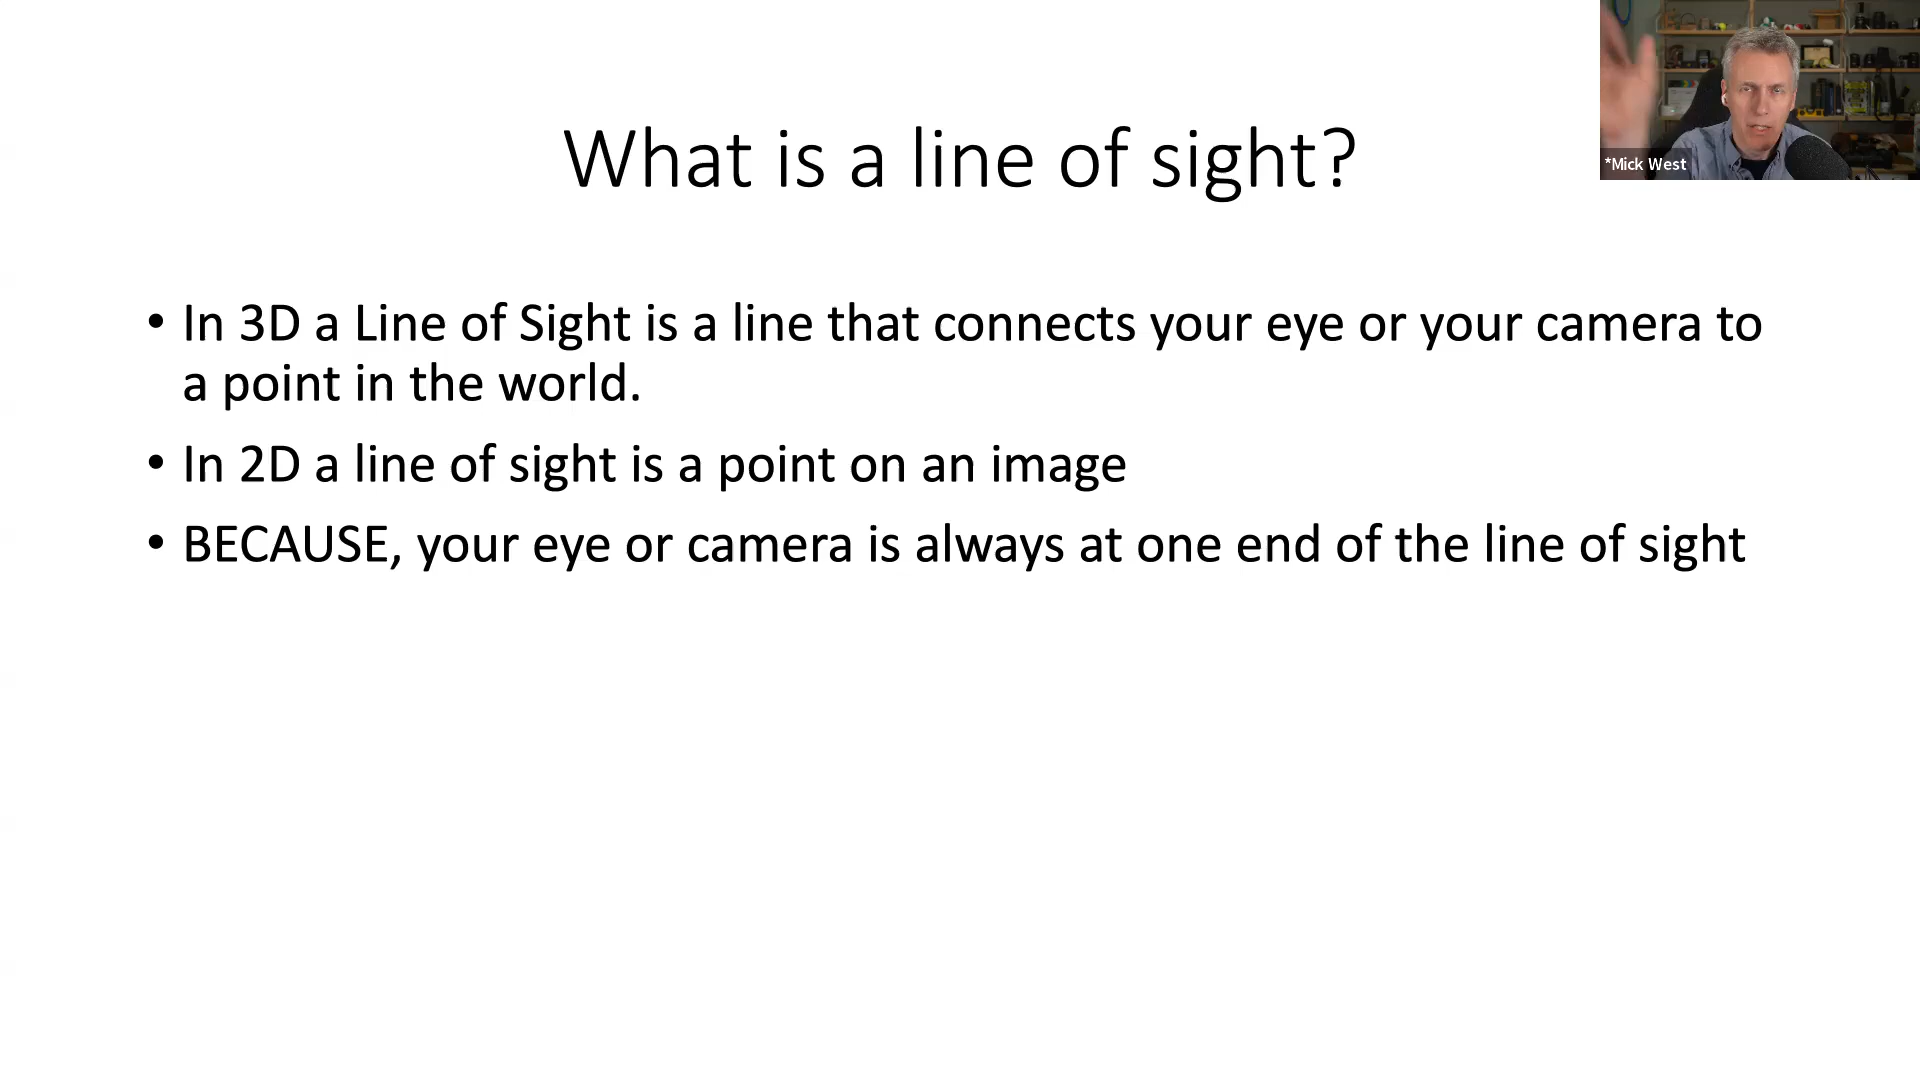 What is a line of sight?
*Mick West
• In 3D a Line of Sight is a line that connects your eye or your camera to
a point in the world.
• In 2D a line of sight is a point on an image
• BECAUSE, your eye or camera is always at one end of the line of sight